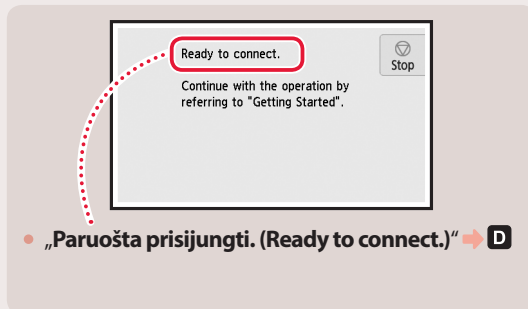 Ready to connect.
Stop
Continue with the operation by
referring to "Getting Started".
„Paruošta prisijungti. (Ready to connect.)“ D